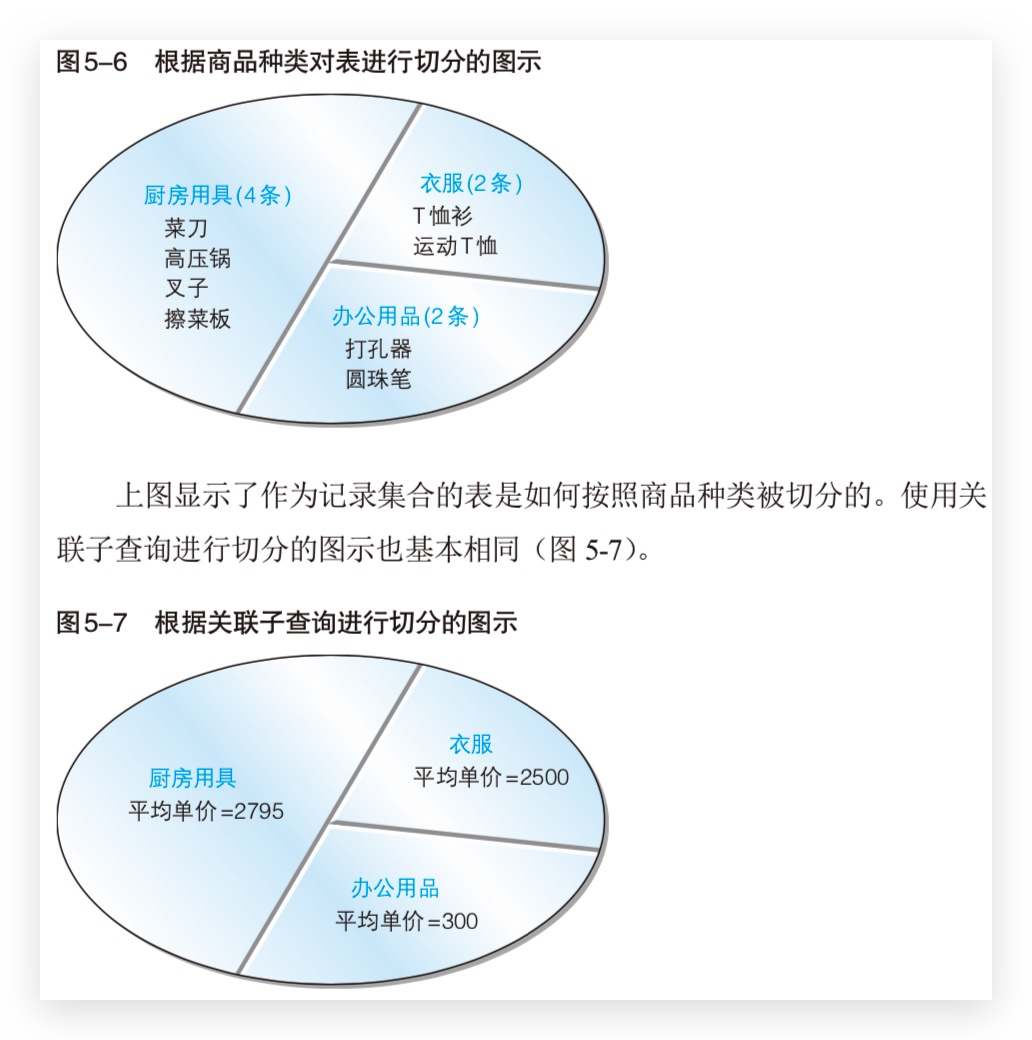 图5–6 根据商品种类对表进行切分的图示
厨房用具(4条)
菜刀
高压锅
叉子
擦菜板
衣服(2条)
T恤衫
运动T恤
办公用品(2条)
打孔器
圆珠笔
上图显示了作为记录集合的表是如何按照商品种类被切分的。使用关
联子查询进行切分的图示也基本相同（图 5-7）。
图5–7 根据关联子查询进行切分的图示
厨房用具
平均单价=2795
衣服
平均单价=2500
办公用品
平均单价=300